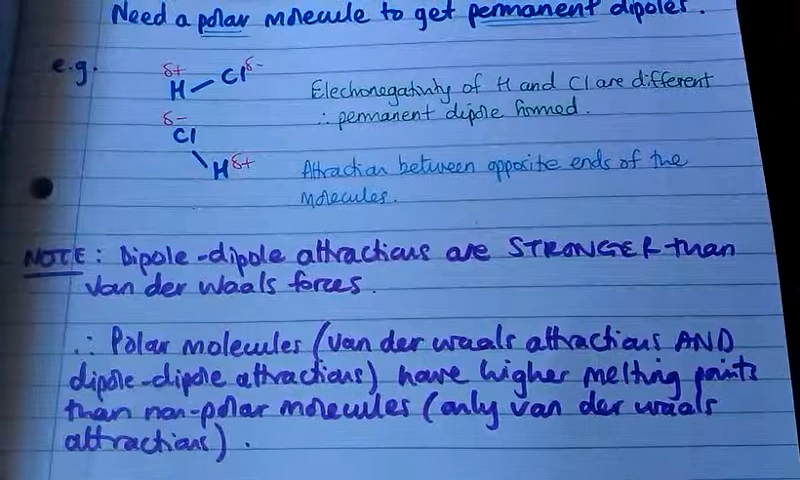 Need a polar molecule to get permanent dipoles.
e.g. δ+ H — Cl δ- Electronegativity of H and Cl are different
∴ permanent dipole formed.
δ- Cl
\ H δ+ Attraction between opposite ends of the
molecules.
NOTE: Dipole-dipole attractions are STRONGER than
van der waals forces.
∴ Polar molecules (van der waals attractions AND
dipole-dipole attractions) have higher melting points
than non-polar molecules (only van der waals
attractions).